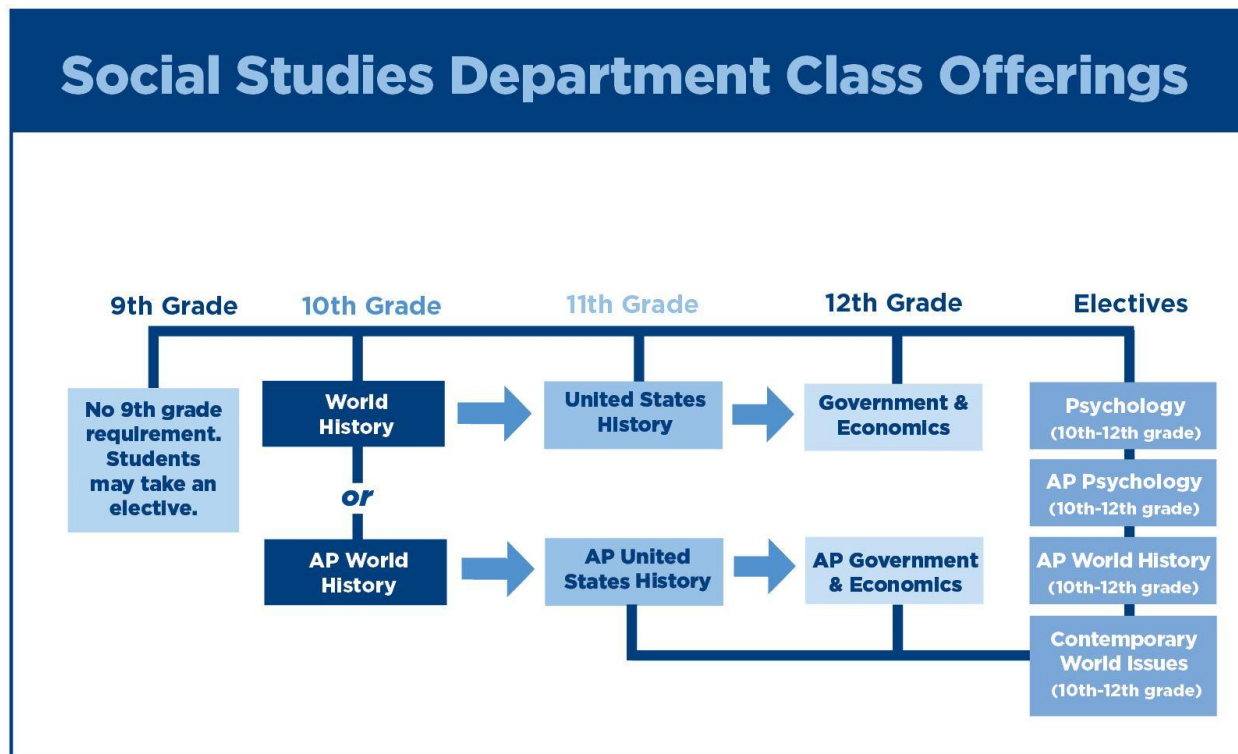 Social Studies Department Class Offerings
9th Grade
10th Grade
11th Grade
12th Grade
Electives
No 9th grade
requirement.
Students
may take an
elective.
World
History
or
AP World
History
United States
History
AP United
States History
Government &
Economics
AP Government
& Economics
Psychology
(10th-12th grade)
AP Psychology
(10th-12th grade)
AP World History
(10th-12th grade)
Contemporary
World Issues
(10th-12th grade)